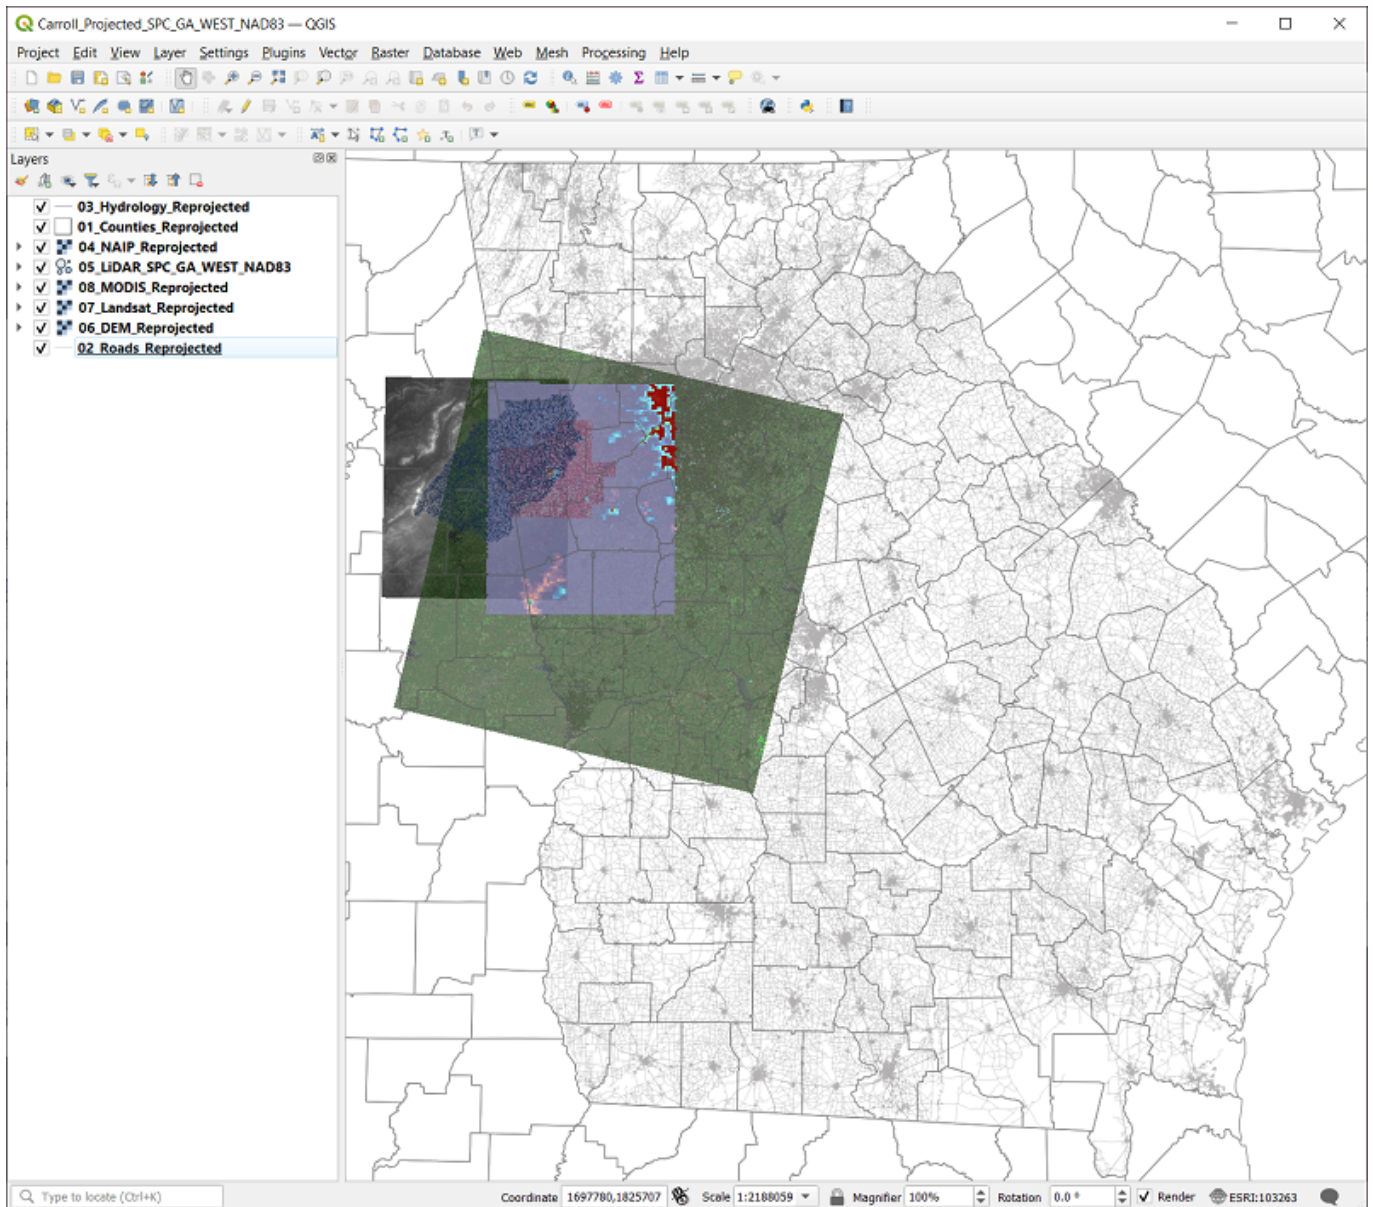 Carroll_Projected_SPC_GA_WEST_NAD83 — QGIS
Project Edit View Layer Settings Plugins Vector Raster Database Web Mesh Processing Help
Layers
03_Hydrology_Reprojected
01_Counties_Reprojected
04_NAIP_Reprojected
05_LiDAR_SPC_GA_WEST_NAD83
08_MODIS_Reprojected
07_Landsat_Reprojected
06_DEM_Reprojected
02_Roads_Reprojected
Type to locate (Ctrl+K) Coordinate 1697780,1825707 Scale 1:2188059 Magnifier 100% Rotation 0.0 ° Render ESRI:103263